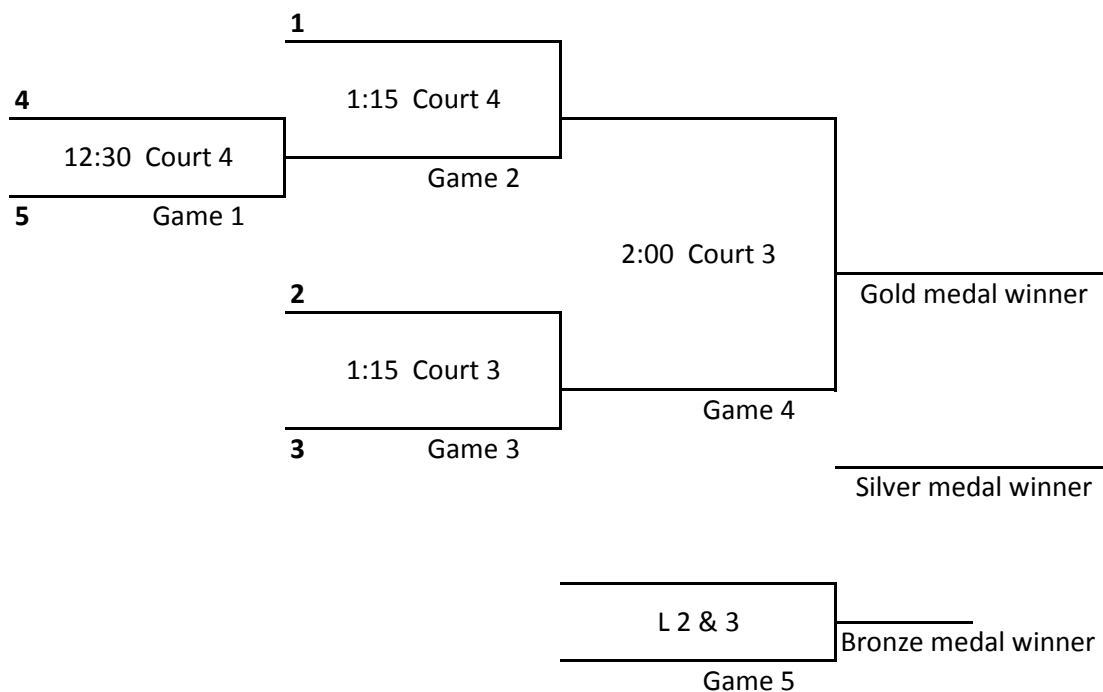 1
4
1:15  Court 4
12:30  Court 4
Game 2
5
Game 1
2:00  Court 3
2
Gold medal winner
1:15  Court 3
Game 4
3
Game 3
Silver medal winner
L 2 & 3
Bronze medal winner
Game 5